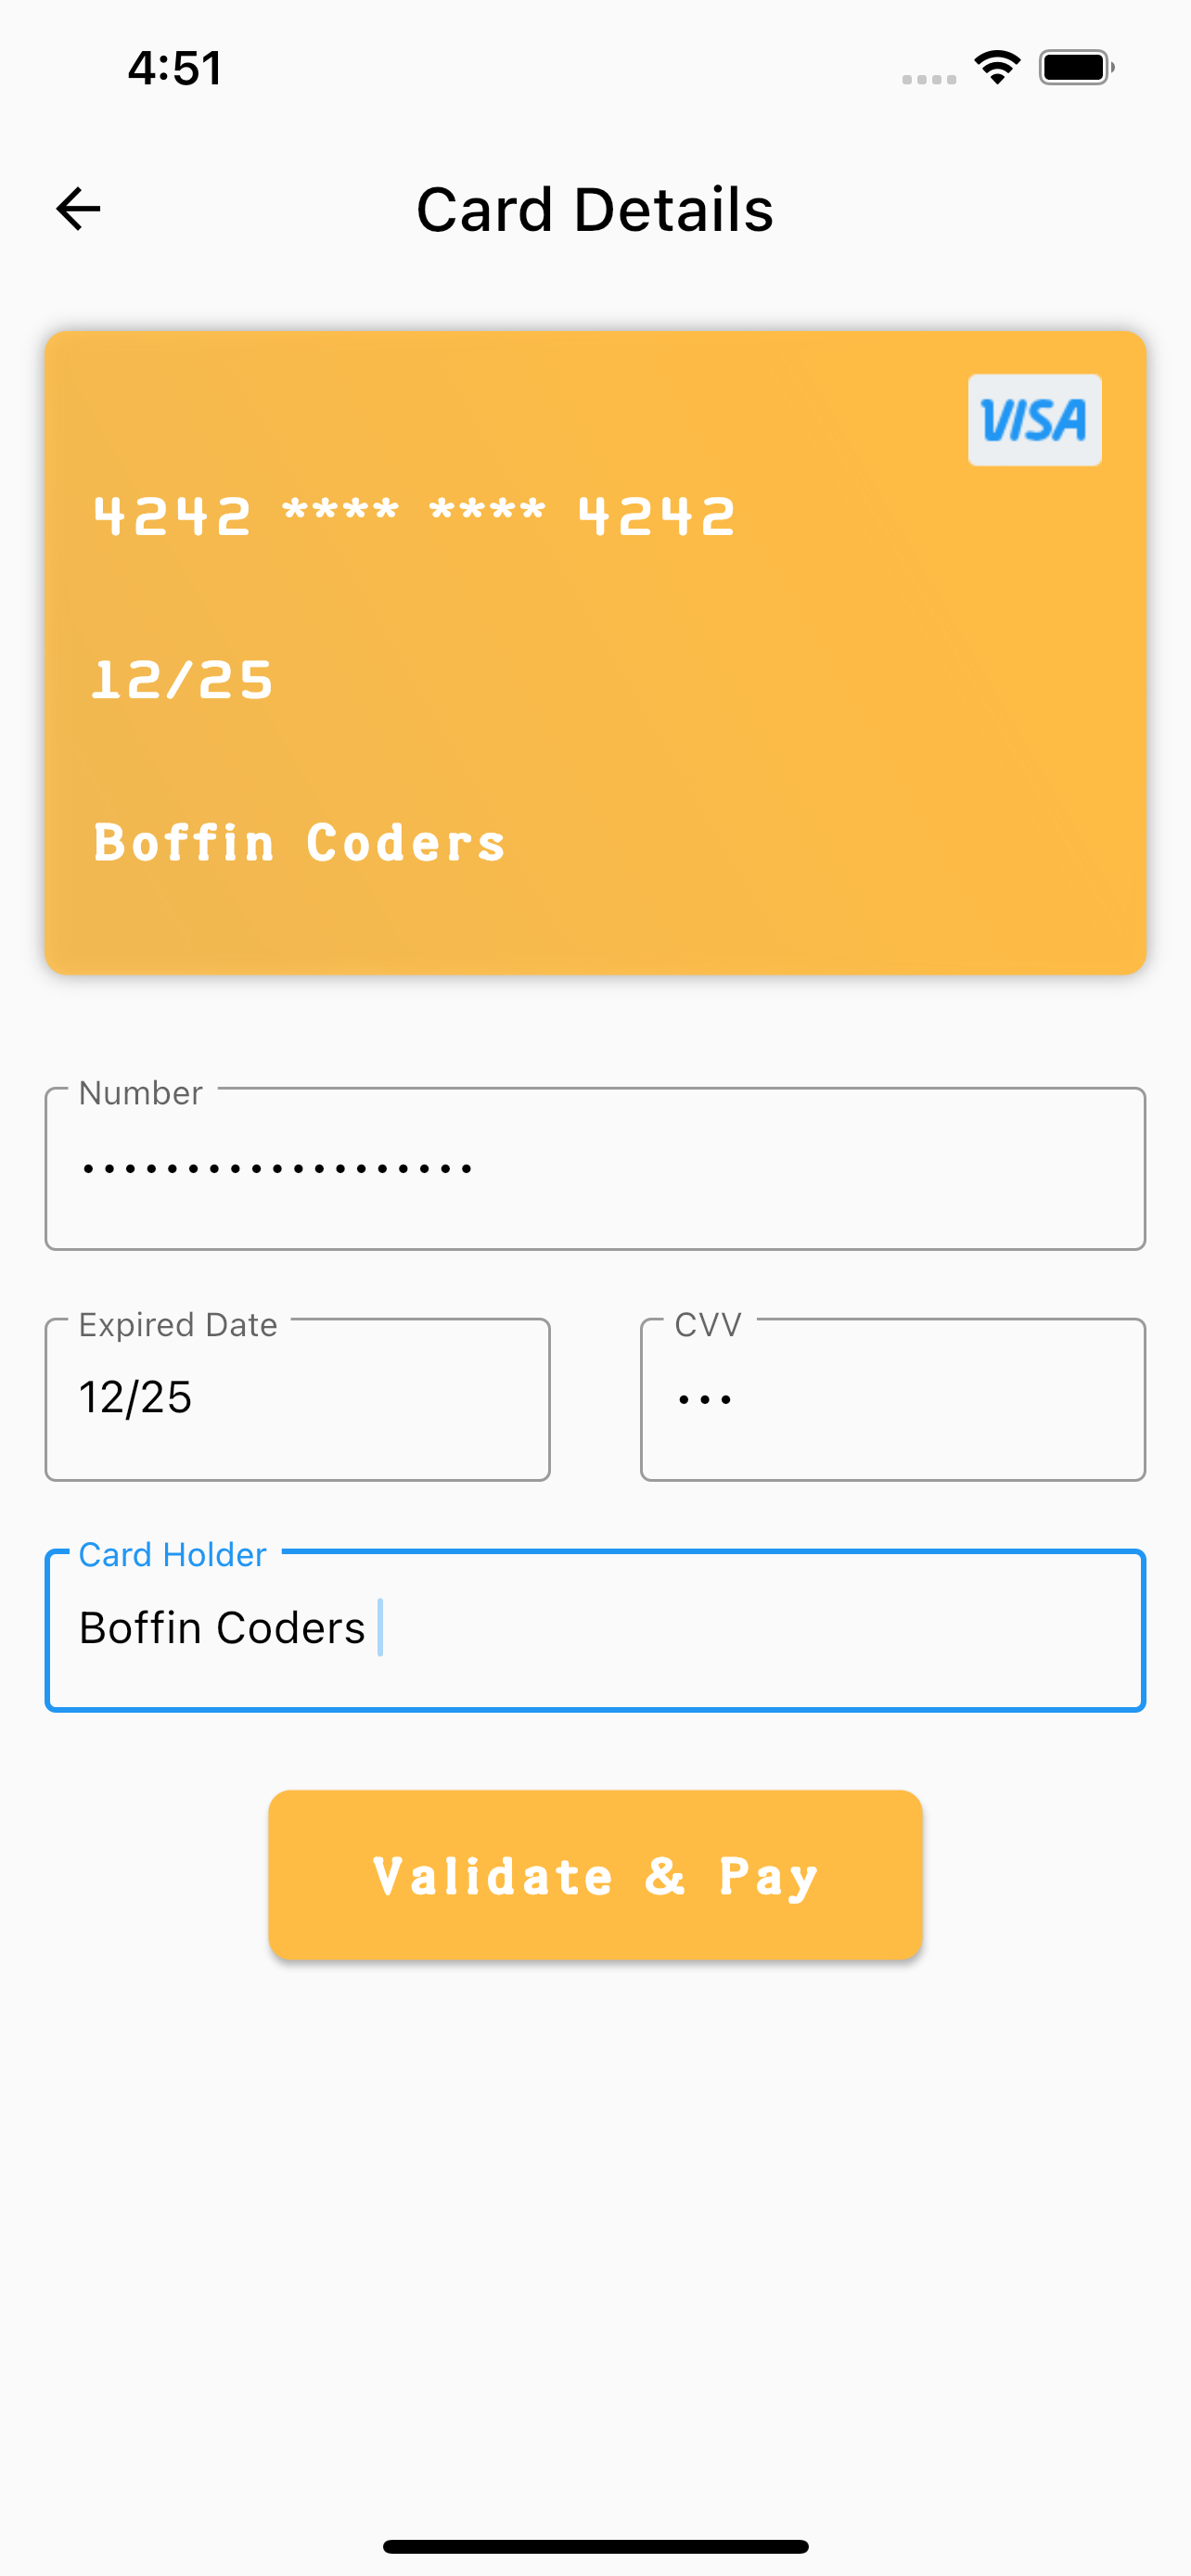 4:51
Card Details
VISA
4242 **** **** 4242
12/25
Boffin Coders
Number
•••••••••••••••••••
Expired Date
CVV
12/25
•••
Card Holder
Boffin Coders
Validate & Pay